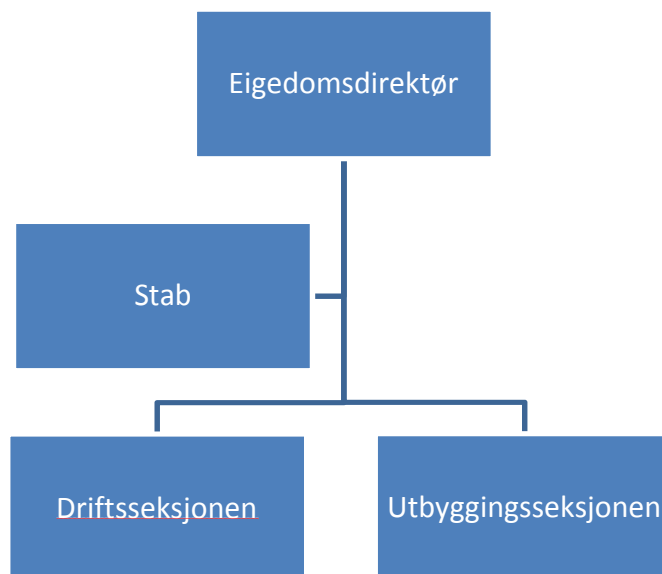 Eigedomsdirektør
Stab
Driftsseksjonen
Utbyggingsseksjonen